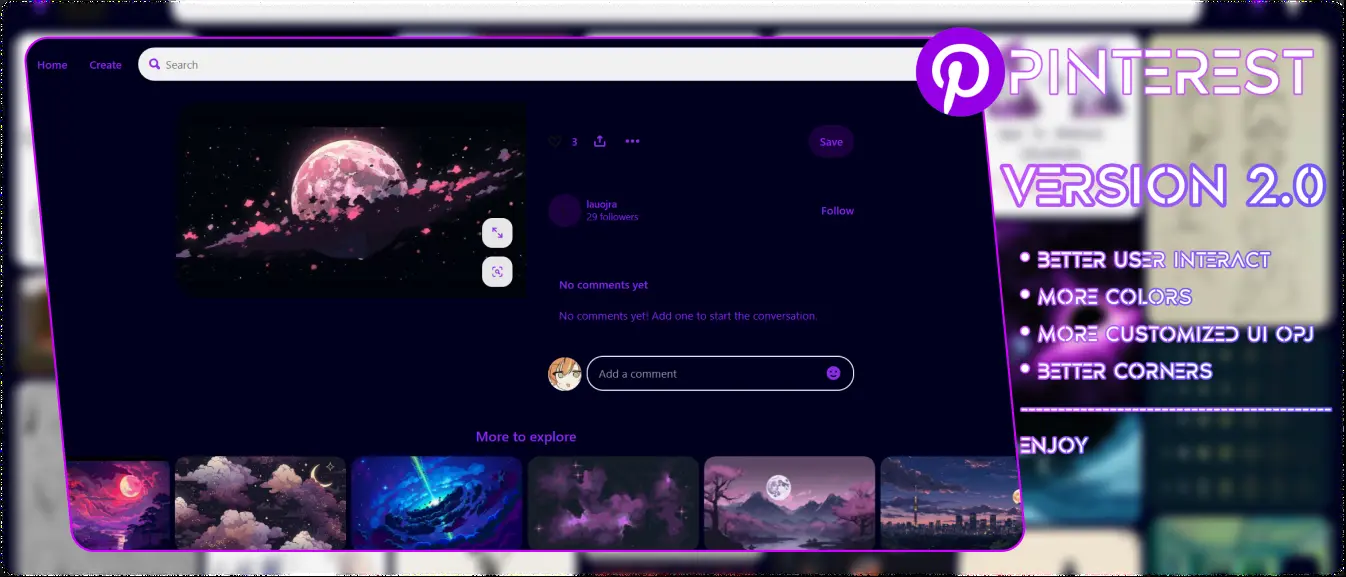 Home
Create
Search
PINTEREST
3
Save
lauojra
29 followers
Follow
No comments yet
No comments yet! Add one to start the conversation.
Add a comment
More to explore
VERSION 2.0
• BETTER USER INTERACT
• MORE COLORS
• MORE CUSTOMIZED UI OPJ
• BETTER CORNERS
ENJOY